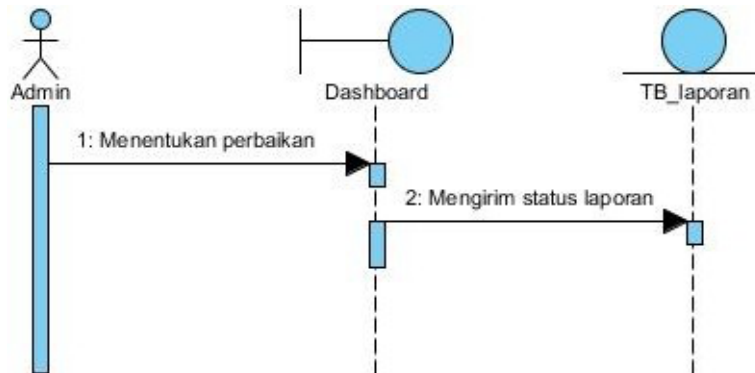 Admin
Dashboard
TB_laporan
1: Menentukan perbaikan
2: Mengirim status laporan